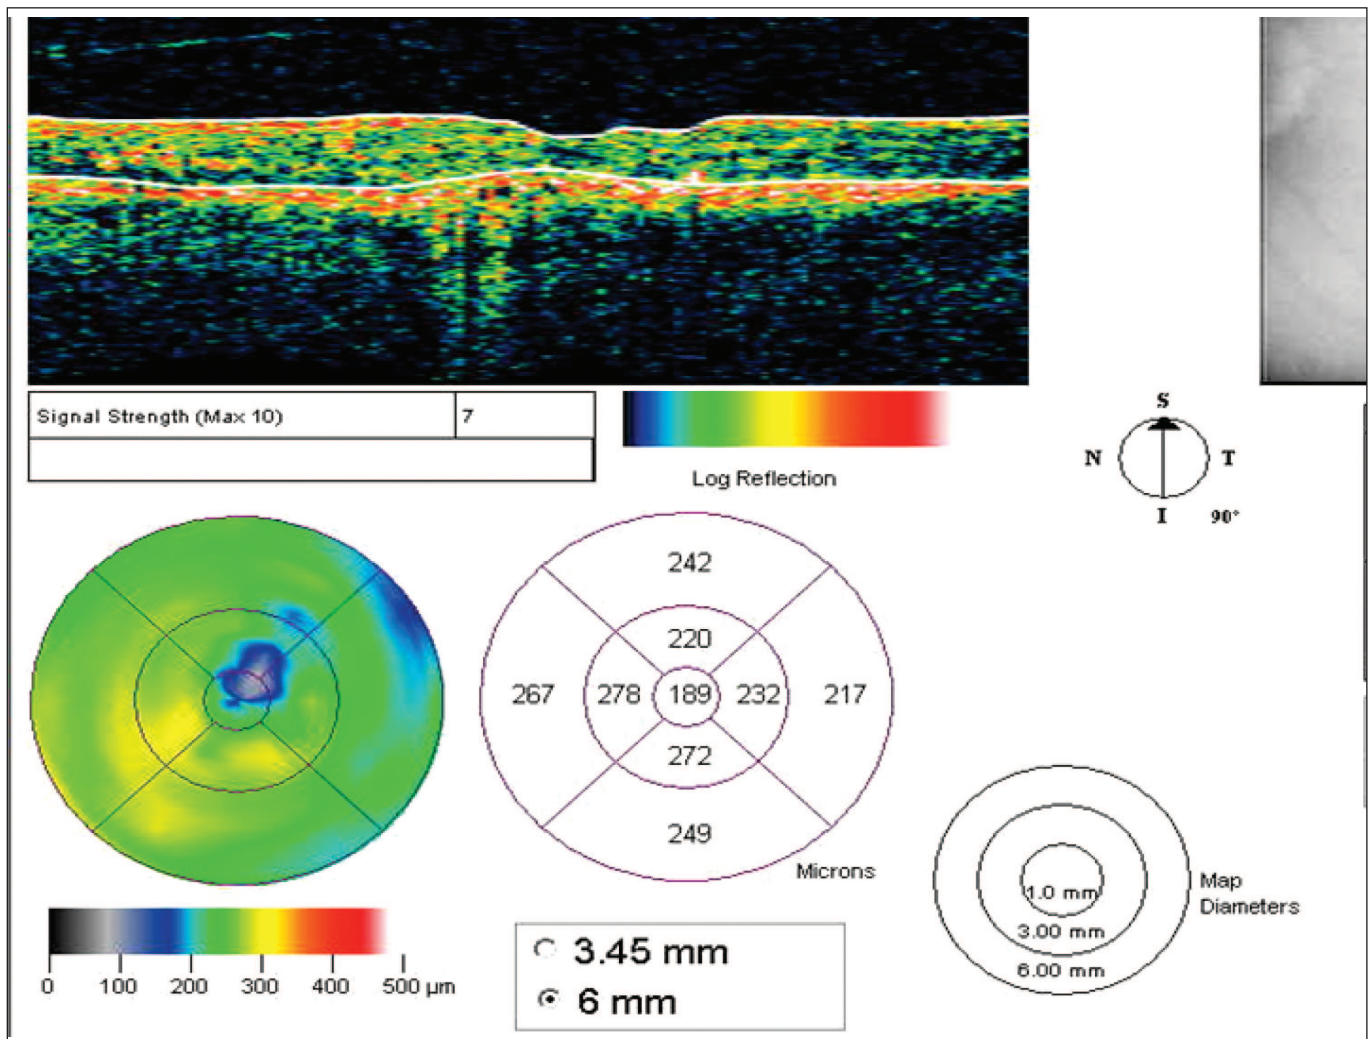 Signal Strength (Max 10) 7
Log Reflection
S
N T
I 90°
242
220
267 278 189 232 217
272
249
Microns
0 100 200 300 400 500 µm
3.45 mm
6 mm
1.0 mm
3.00 mm
6.00 mm
Map
Diameters